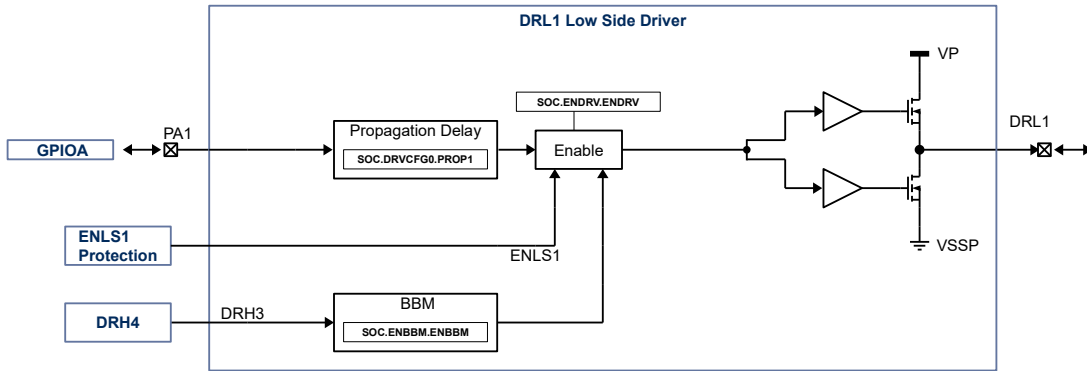 DRL1 Low Side Driver
VP
SOC.ENDRV.ENDRV
PA1
Propagation Delay
DRL1
GPIOA
SOC.DRVCFG0.PROP1
Enable
ENLS1
Protection
ENLS1
VSSP
BBM
DRH4
DRH3
SOC.ENBBM.ENBBM